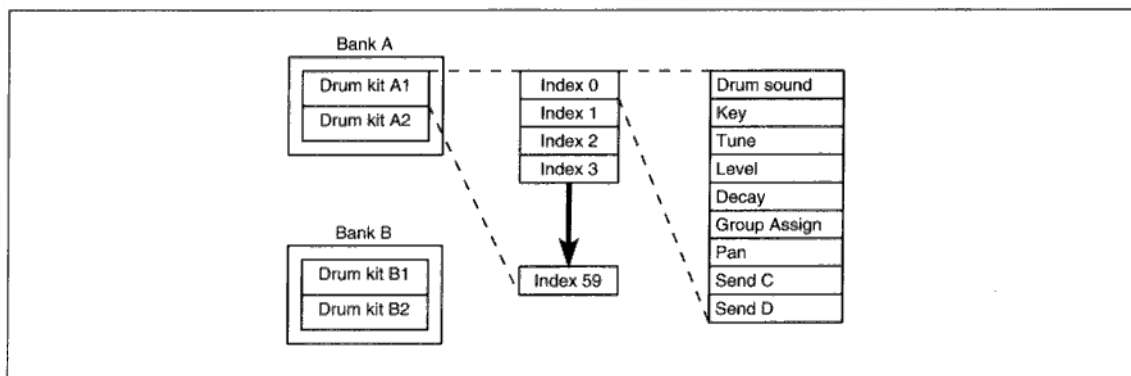 Bank A
Drum kit A1
Drum kit A2
Bank B
Drum kit B1
Drum kit B2
Index 0
Index 1
Index 2
Index 3
Index 59
Drum sound
Key
Tune
Level
Decay
Group Assign
Pan
Send C
Send D